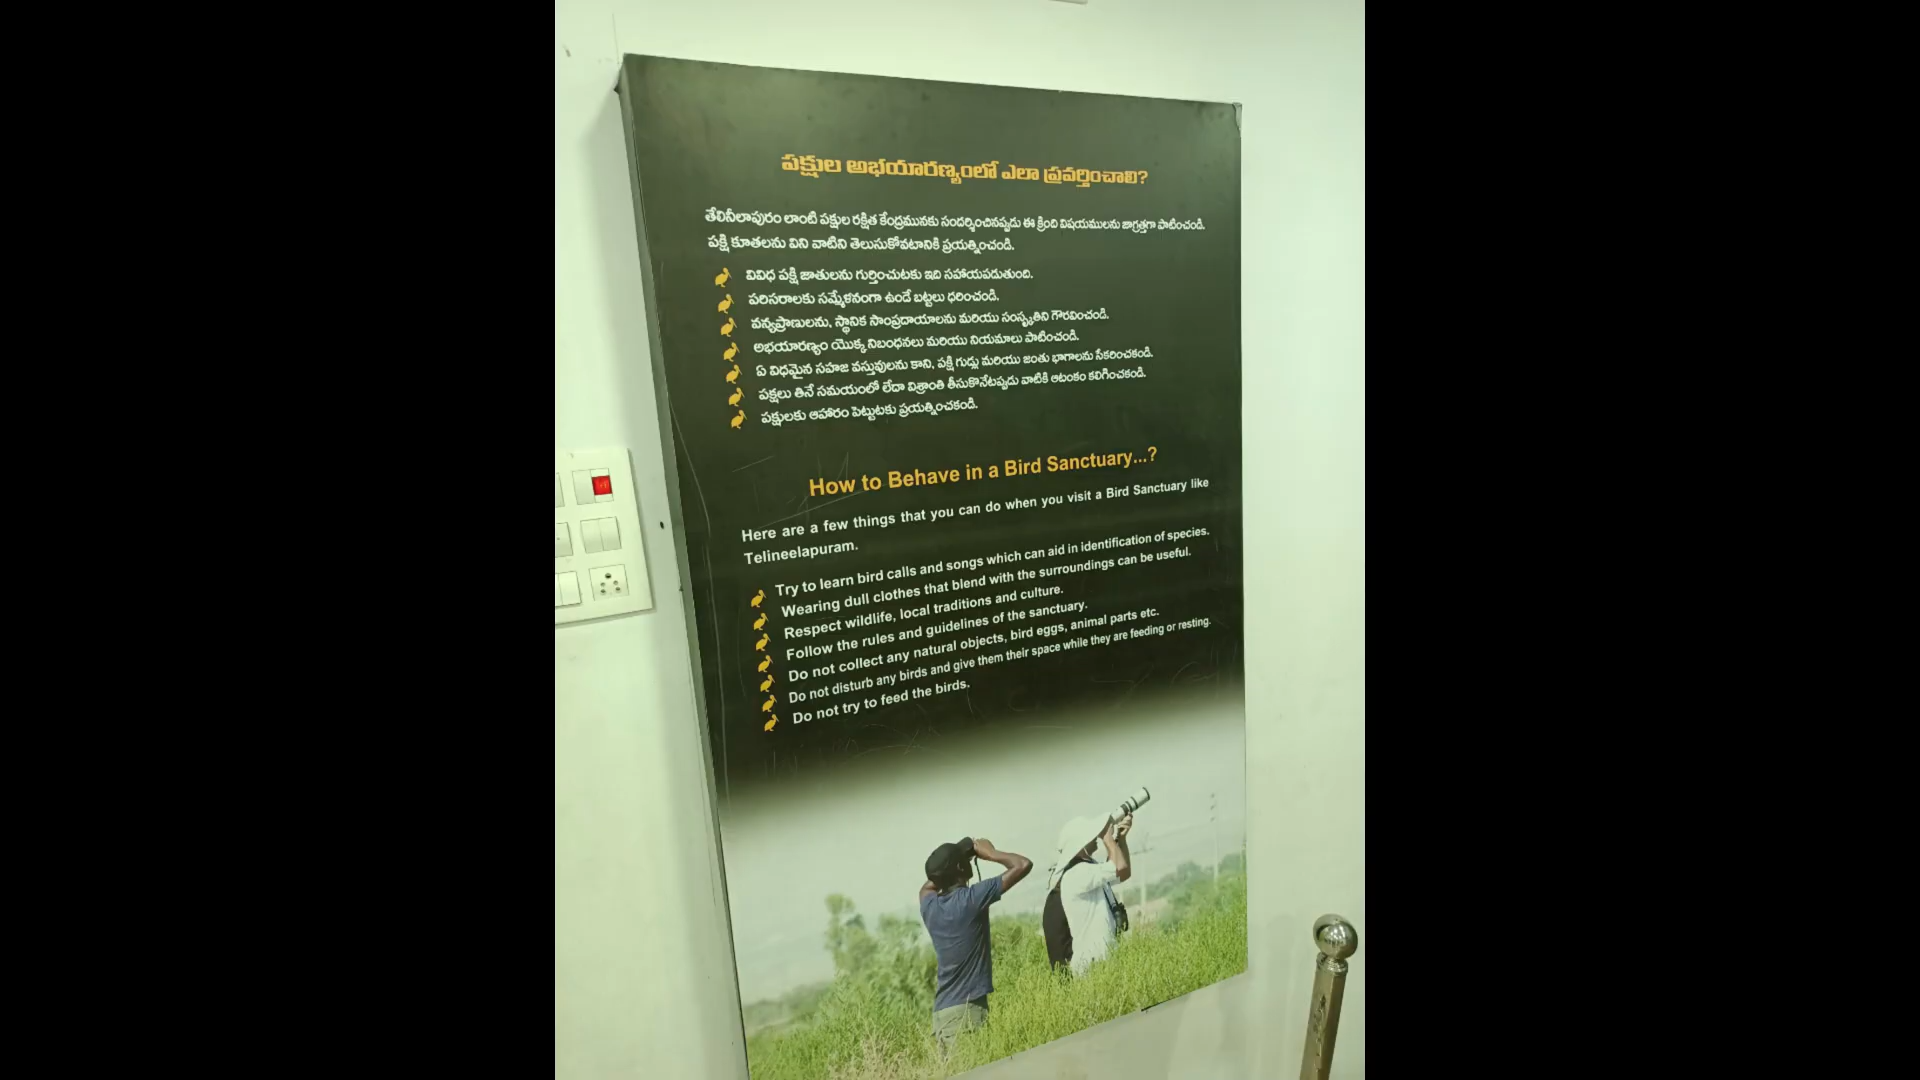 పక్షుల అభయారణ్యంలో ఎలా ప్రవర్తించాలి?
తేలినీలాపురం లాంటి పక్షుల రక్షిత కేంద్రమునకు సందర్శించినప్పుడు ఈ క్రింది విషయములను జాగ్రత్తగా పాటించండి.
పక్షి కూతలను విని వాటిని తెలుసుకోవటానికి ప్రయత్నించండి.
వివిధ పక్షి జాతులను గుర్తించుటకు ఇది సహాయపడుతుంది.
పరిసరాలకు సమ్మేళనంగా ఉండే బట్టలు ధరించండి.
వన్యప్రాణులను, స్థానిక సాంప్రదాయాలను మరియు సంస్కృతిని గౌరవించండి.
అభయారణ్యం యొక్క నిబంధనలు మరియు నియమాలు పాటించండి.
ఏ విధమైన సహజ వస్తువులను కాని, పక్షి గుడ్లు మరియు జంతు భాగాలను సేకరించకండి.
పక్షలు తినే సమయంలో లేదా విశ్రాంతి తీసుకొనేటప్పడు వాటికి ఆటంకం కలిగించకండి.
పక్షులకు ఆహారం పెట్టుటకు ప్రయత్నించకండి.
How to Behave in a Bird Sanctuary...?
Here are a few things that you can do when you visit a Bird Sanctuary like
Telineelapuram.
Try to learn bird calls and songs which can aid in identification of species.
Wearing dull clothes that blend with the surroundings can be useful.
Respect wildlife, local traditions and culture.
Follow the rules and guidelines of the sanctuary.
Do not collect any natural objects, bird eggs, animal parts etc.
Do not disturb any birds and give them their space while they are feeding or resting.
Do not try to feed the birds.